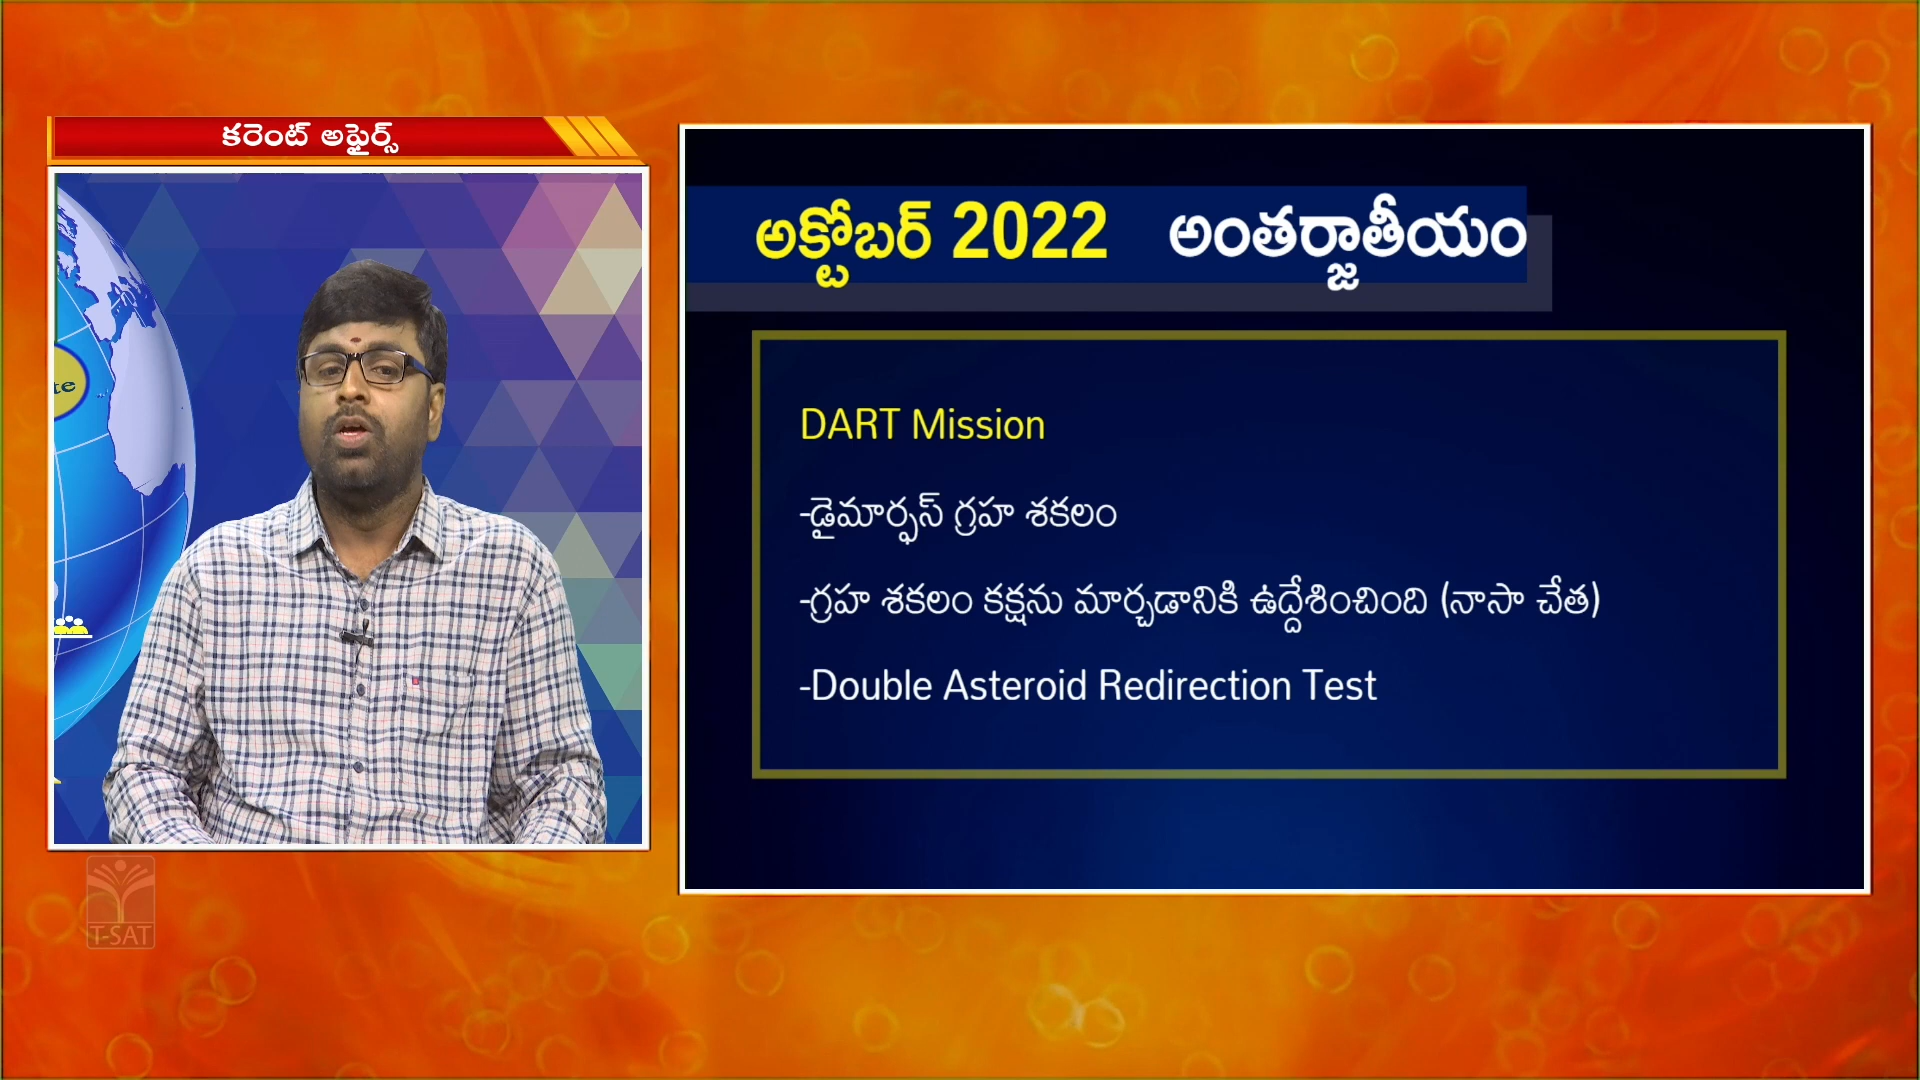 కరెంట్ అఫైర్స్
అక్టోబర్ 2022 అంతర్జాతీయం
te
DART Mission
-డైమార్ఫస్ గ్రహ శకలం
-గ్రహ శకలం కక్షను మార్చడానికి ఉద్దేశించింది (నాసా చేత)
-Double Asteroid Redirection Test
T-SAT